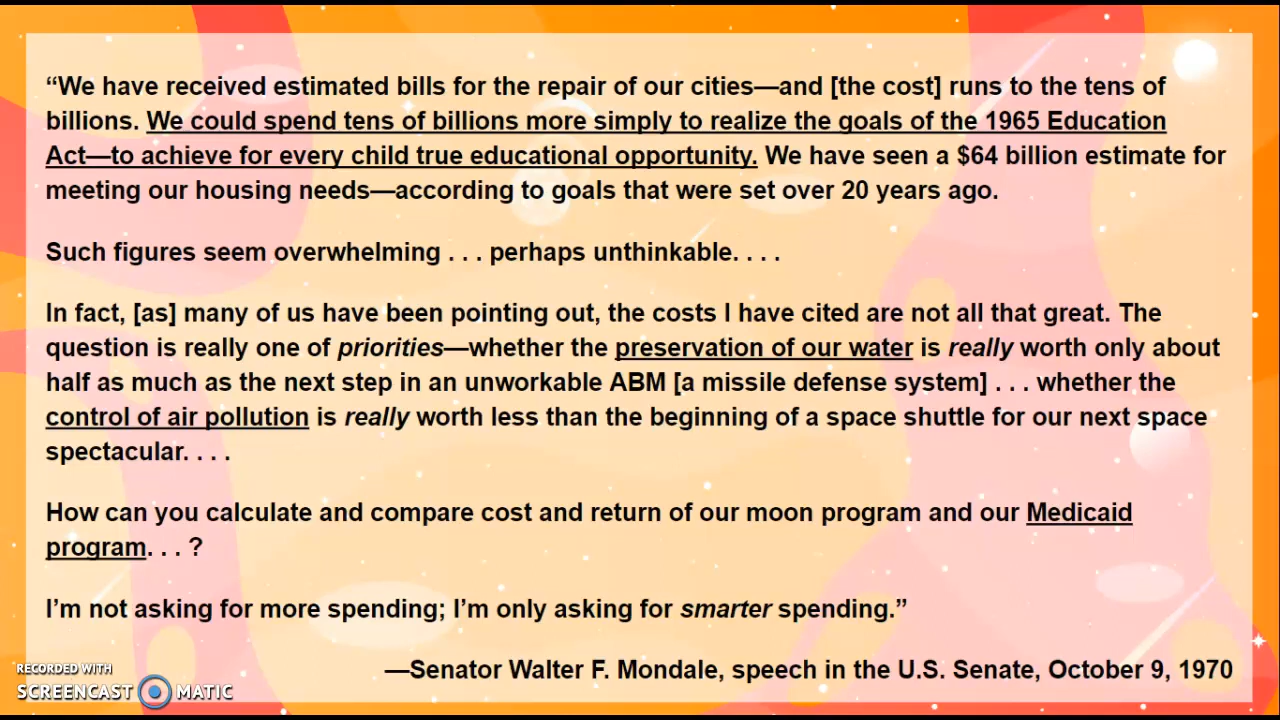 “We have received estimated bills for the repair of our cities—and [the cost] runs to the tens of
billions. We could spend tens of billions more simply to realize the goals of the 1965 Education
Act—to achieve for every child true educational opportunity. We have seen a $64 billion estimate for
meeting our housing needs—according to goals that were set over 20 years ago.
Such figures seem overwhelming . . . perhaps unthinkable. . . .
In fact, [as] many of us have been pointing out, the costs I have cited are not all that great. The
question is really one of priorities—whether the preservation of our water is really worth only about
half as much as the next step in an unworkable ABM [a missile defense system] . . . whether the
control of air pollution is really worth less than the beginning of a space shuttle for our next space
spectacular. . . .
How can you calculate and compare cost and return of our moon program and our Medicaid
program. . . ?
I’m not asking for more spending; I’m only asking for smarter spending.”
—Senator Walter F. Mondale, speech in the U.S. Senate, October 9, 1970
RECORDED WITH
SCREENCAST MATIC